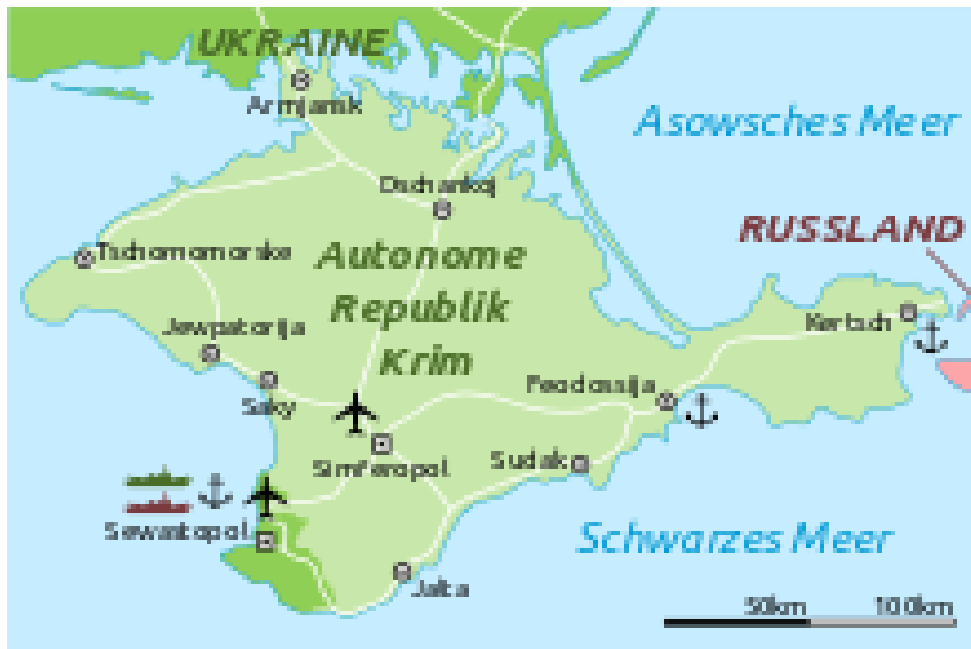 UKRAINE
Armjansk
Asowsches Meer
Dschankoj
RUSSLAND
Tschornomorske
Autonome
Republik
Krim
Jewpatorija
Kertsch
Saky
Feodossija
Simferopol
Sudak
Sewastopol
Schwarzes Meer
Jalta
50km
100km